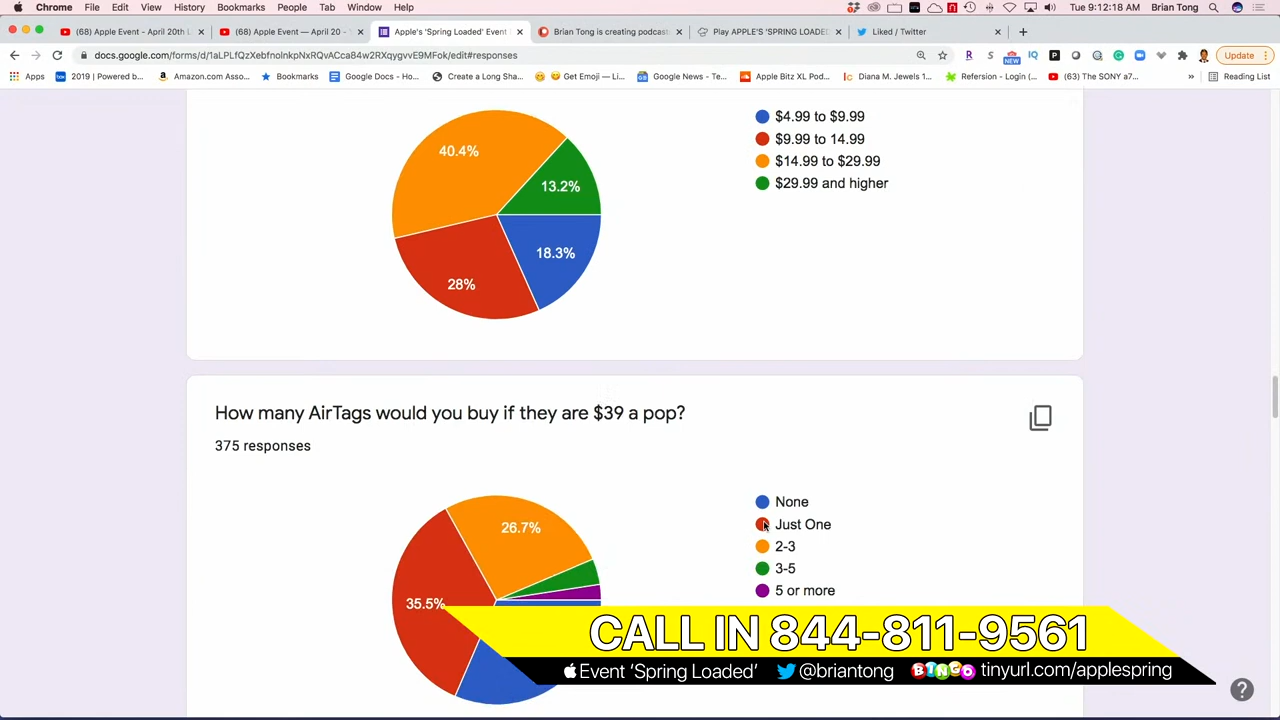 Chrome File Edit View History Bookmarks People Tab Window Help Tue 9:12:18 AM Brian Tong
(68) Apple Event - April 20th L × (68) Apple Event — April 20 - × Apple's 'Spring Loaded' Event × Brian Tong is creating podcast × Play APPLE'S 'SPRING LOADED × Liked / Twitter × +
docs.google.com/forms/d/ Update
Apps 2019 | Powered b... Amazon.com Asso... Bookmarks Google Docs - Ho... Create a Long Sha... Get Emoji — Li... Google News - Te... Apple Bitz XL Pod... Diana M. Jewels 1... Refersion - Login (... (63) The SONY a7... » Reading List
40.4%
13.2%
18.3%
28%
$4.99 to $9.99
$9.99 to 14.99
$14.99 to $29.99
$29.99 and higher
How many AirTags would you buy if they are $39 a pop?
375 responses
26.7%
35.5%
None
Just One
2-3
3-5
5 or more
CALL IN 844-811-9561
Event 'Spring Loaded' @briantong BINGO tinyurl.com/applespring